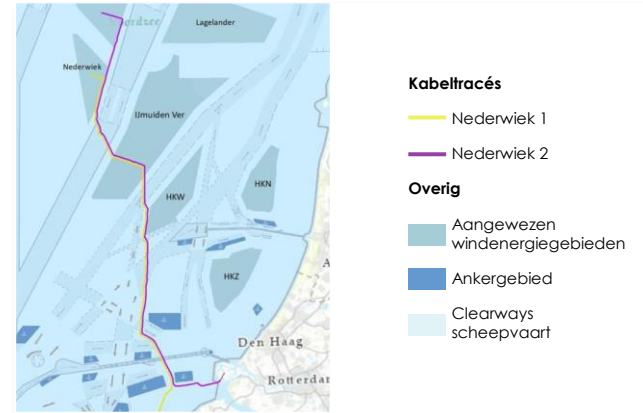 Lagelander
Nederwiek
IJmuiden Ver
HKN
HKW
HKZ
Den Haag
Kabeltracés
Nederwiek 1
Nederwiek 2
Overig
Aangewezen
windenergiegebieden
Ankergebied
Clearways
scheepvaart